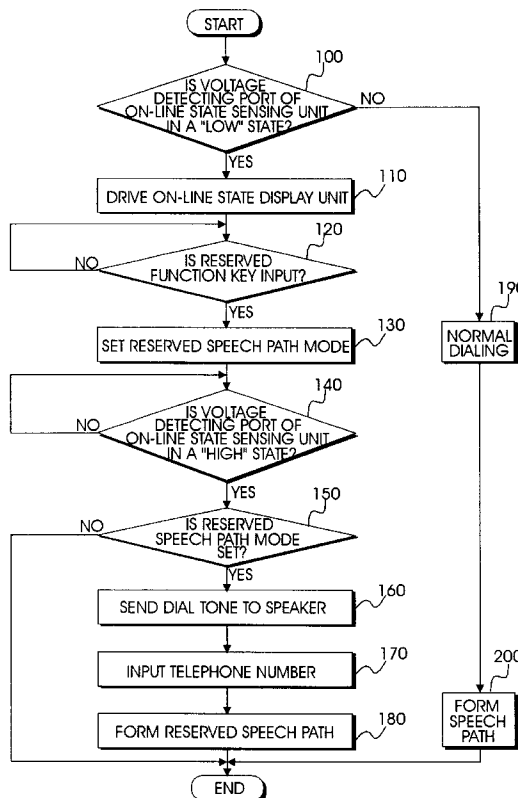 START
100
IS VOLTAGE
DETECTING PORT OF
ON-LINE STATE SENSING UNIT
IN A "LOW" STATE?
NO
YES
110
DRIVE ON-LINE STATE DISPLAY UNIT
120
NO
IS RESERVED
FUNCTION KEY INPUT?
YES
130
SET RESERVED SPEECH PATH MODE
190
NORMAL
DIALING
140
NO
IS VOLTAGE
DETECTING PORT OF
ON-LINE STATE SENSING UNIT
IN A "HIGH" STATE?
YES
150
NO
IS RESERVED
SPEECH PATH MODE
SET?
YES
160
SEND DIAL TONE TO SPEAKER
170
INPUT TELEPHONE NUMBER
180
FORM RESERVED SPEECH PATH
200
FORM
SPEECH
PATH
END